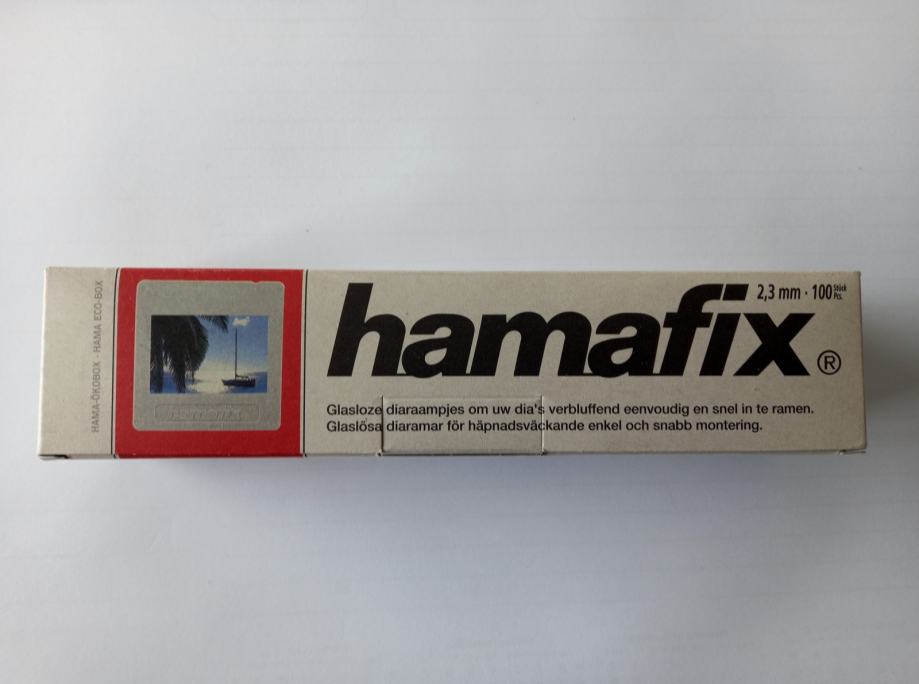 HAMA-ÖKOBOX · HAMA ECO-BOX
hamafix
hamafix®
2,3 mm · 100 Stück
Pcs.
Glasloze diaraampjes om uw dia's verbluffend eenvoudig en snel in te ramen.
Glaslösa diaramar för häpnadsväckande enkel och snabb montering.